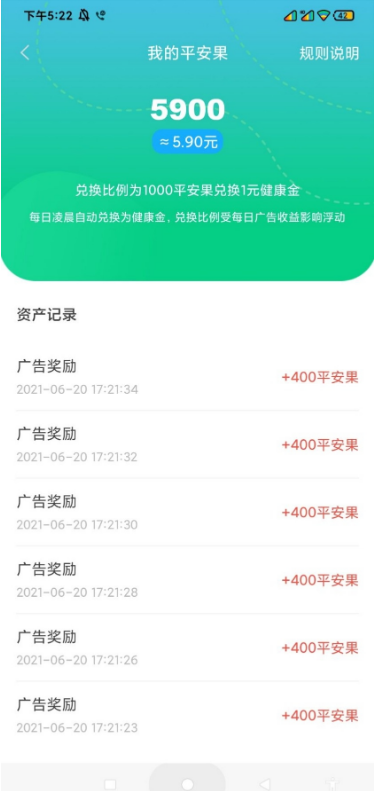 下午5:22
42
我的平安果
规则说明
5900
≈5.90元
兑换比例为1000平安果兑换1元健康金
每日凌晨自动兑换为健康金，兑换比例受每日广告收益影响浮动
资产记录
广告奖励
+400平安果
2021-06-20 17:21:34
广告奖励
+400平安果
2021-06-20 17:21:32
广告奖励
+400平安果
2021-06-20 17:21:30
广告奖励
+400平安果
2021-06-20 17:21:28
广告奖励
+400平安果
2021-06-20 17:21:26
广告奖励
+400平安果
2021-06-20 17:21:23